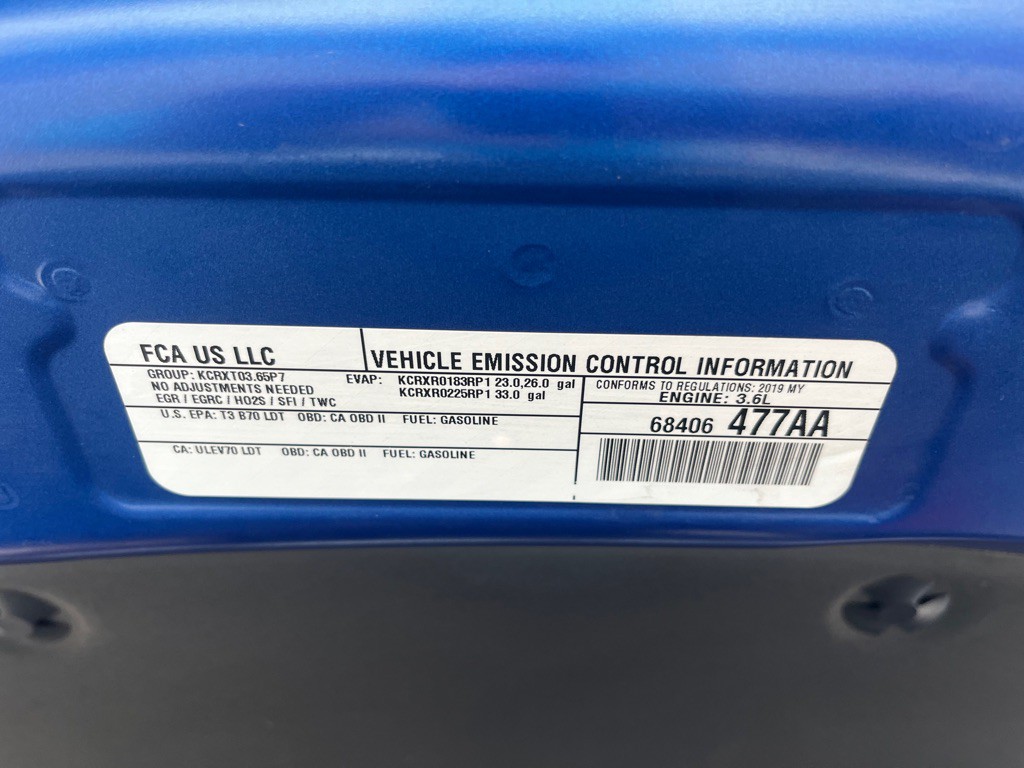 FCA US LLC
VEHICLE EMISSION CONTROL INFORMATION
GROUP: KCRXT03.65P7
NO ADJUSTMENTS NEEDED
EGR / EGRC / HO2S / SFI / TWC
EVAP: KCRXR0183RP1 23.0,26.0 gal
KCRXR0225RP1 33.0 gal
CONFORMS TO REGULATIONS: 2019 MY
ENGINE: 3.6L
U.S. EPA: T3 B70 LDT OBD: CA OBD II FUEL: GASOLINE
68406 477AA
CA: ULEV70 LDT OBD: CA OBD II FUEL: GASOLINE